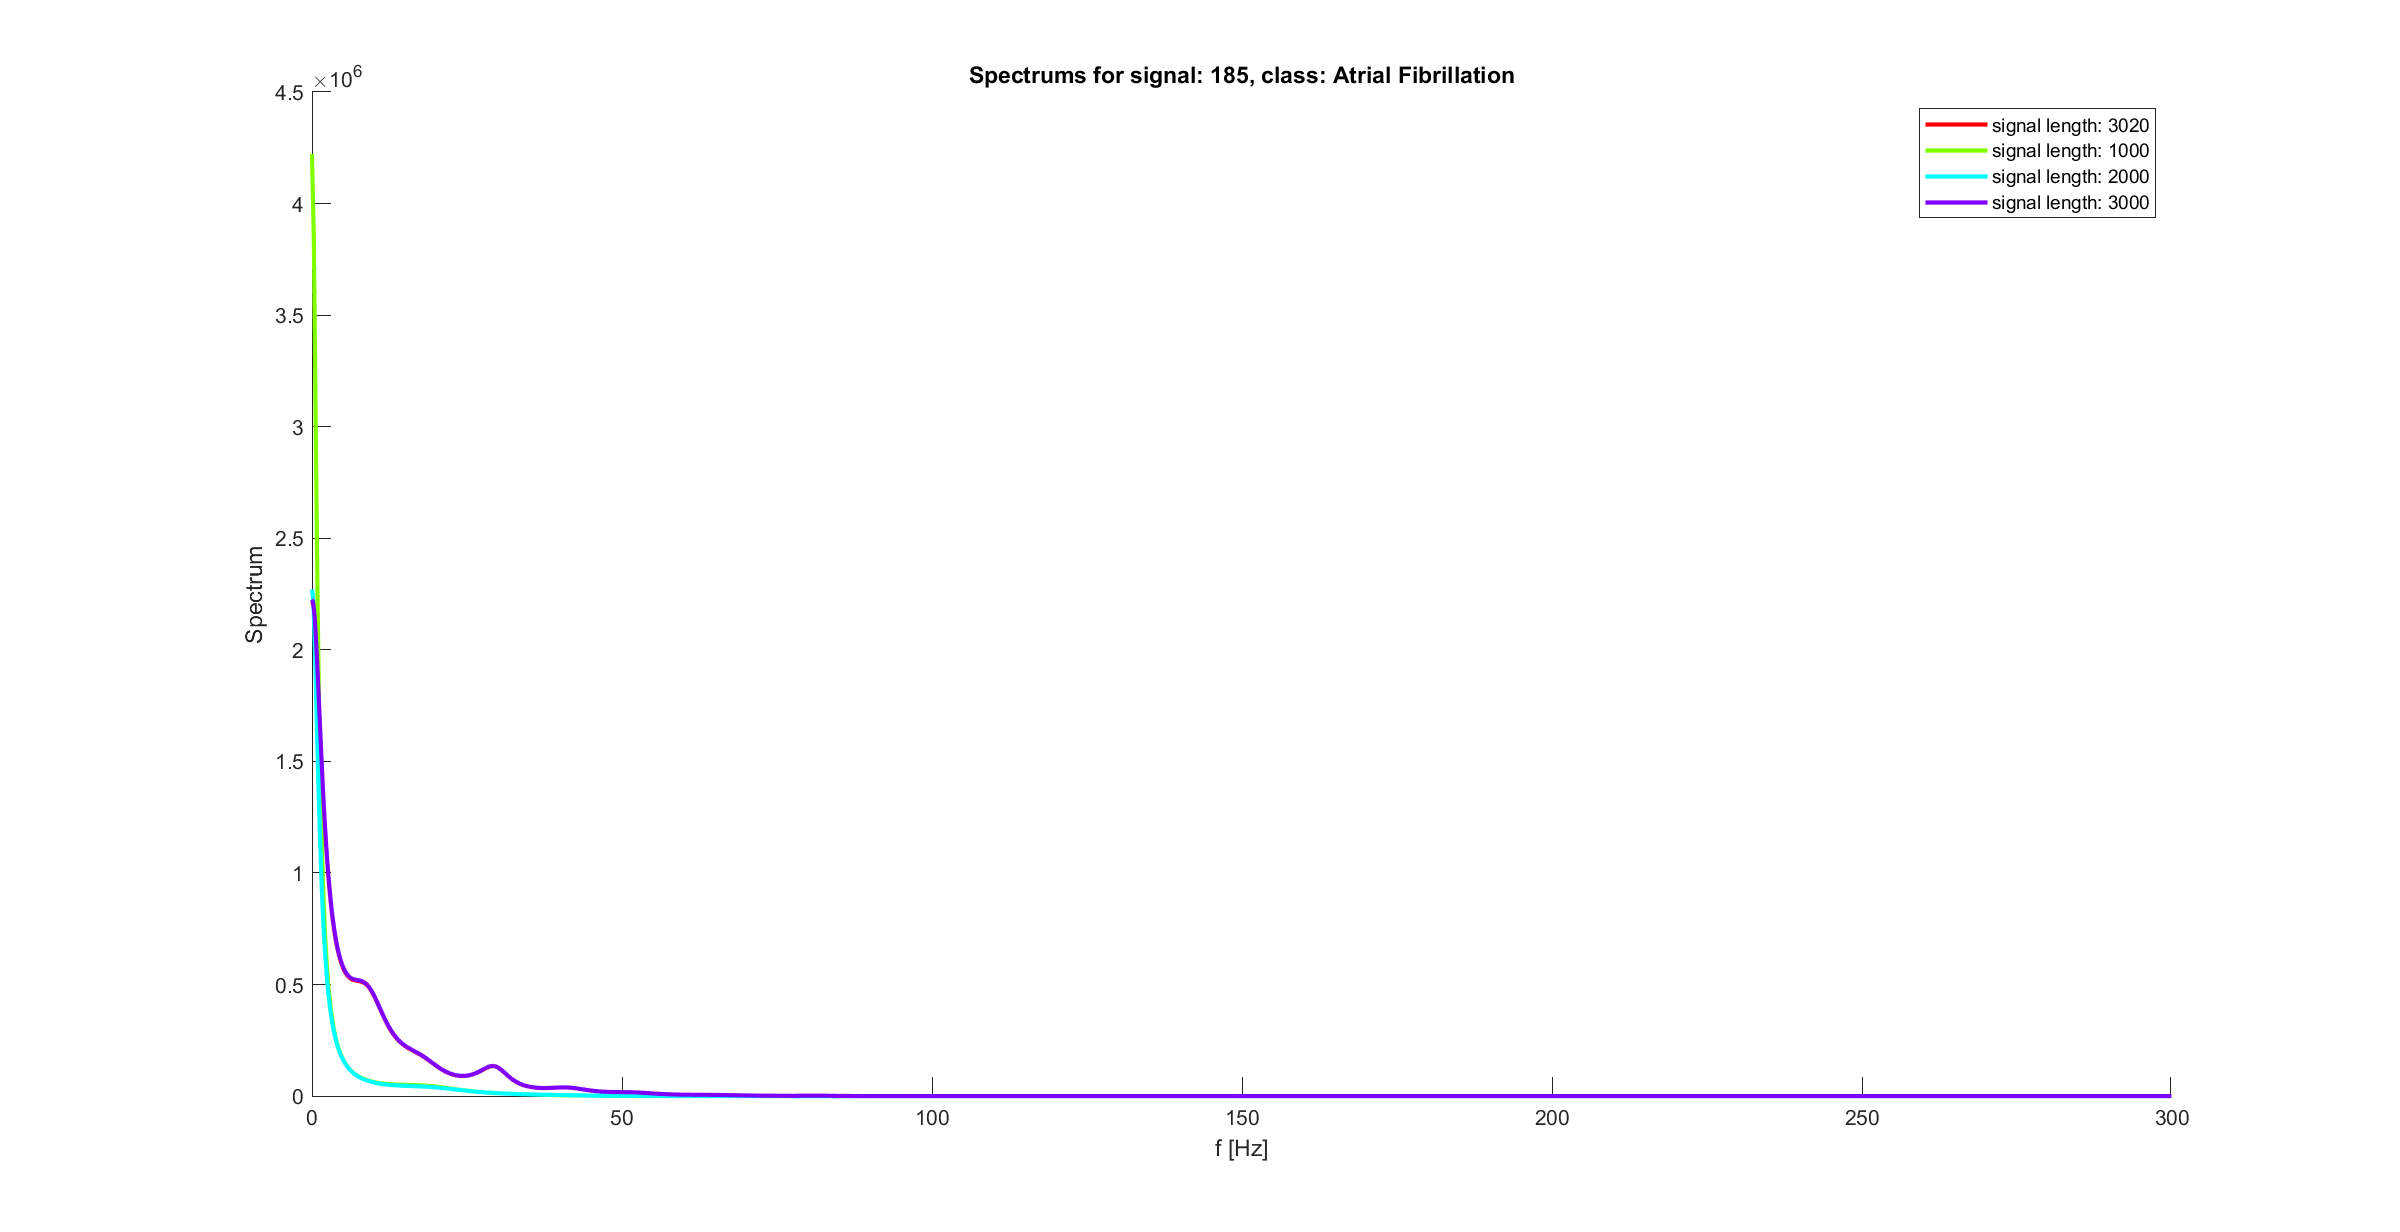 Spectrums for signal: 185, class: Atrial Fibrillation
×10^6
4.5
4
3.5
3
2.5
2
1.5
1
0.5
0
Spectrum
signal length: 3020
signal length: 1000
signal length: 2000
signal length: 3000
0 50 100 150 200 250 300
f [Hz]